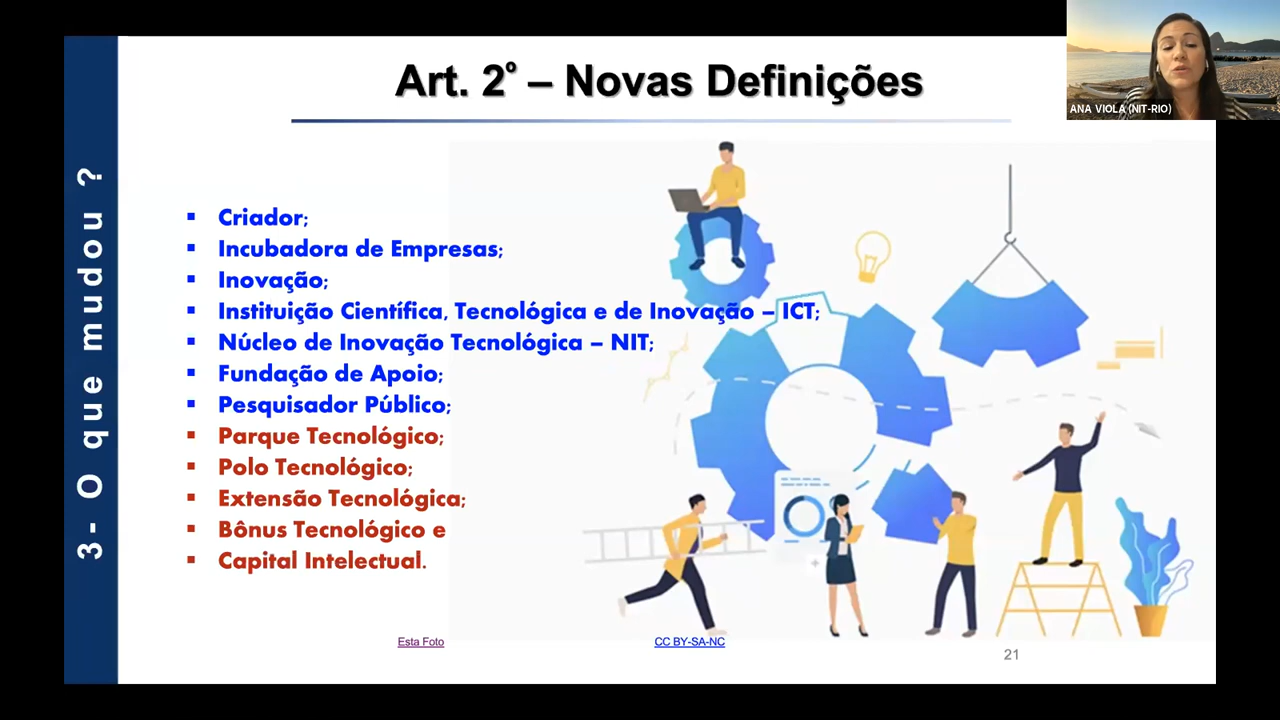 Art. 2º – Novas Definições
ANA VIOLA (NIT-RIO)
3- O que mudou ?
▪ Criador;
▪ Incubadora de Empresas;
▪ Inovação;
▪ Instituição Científica, Tecnológica e de Inovação – ICT;
▪ Núcleo de Inovação Tecnológica – NIT;
▪ Fundação de Apoio;
▪ Pesquisador Público;
▪ Parque Tecnológico;
▪ Polo Tecnológico;
▪ Extensão Tecnológica;
▪ Bônus Tecnológico e
▪ Capital Intelectual.
Esta Foto
CC BY-SA-NC
21